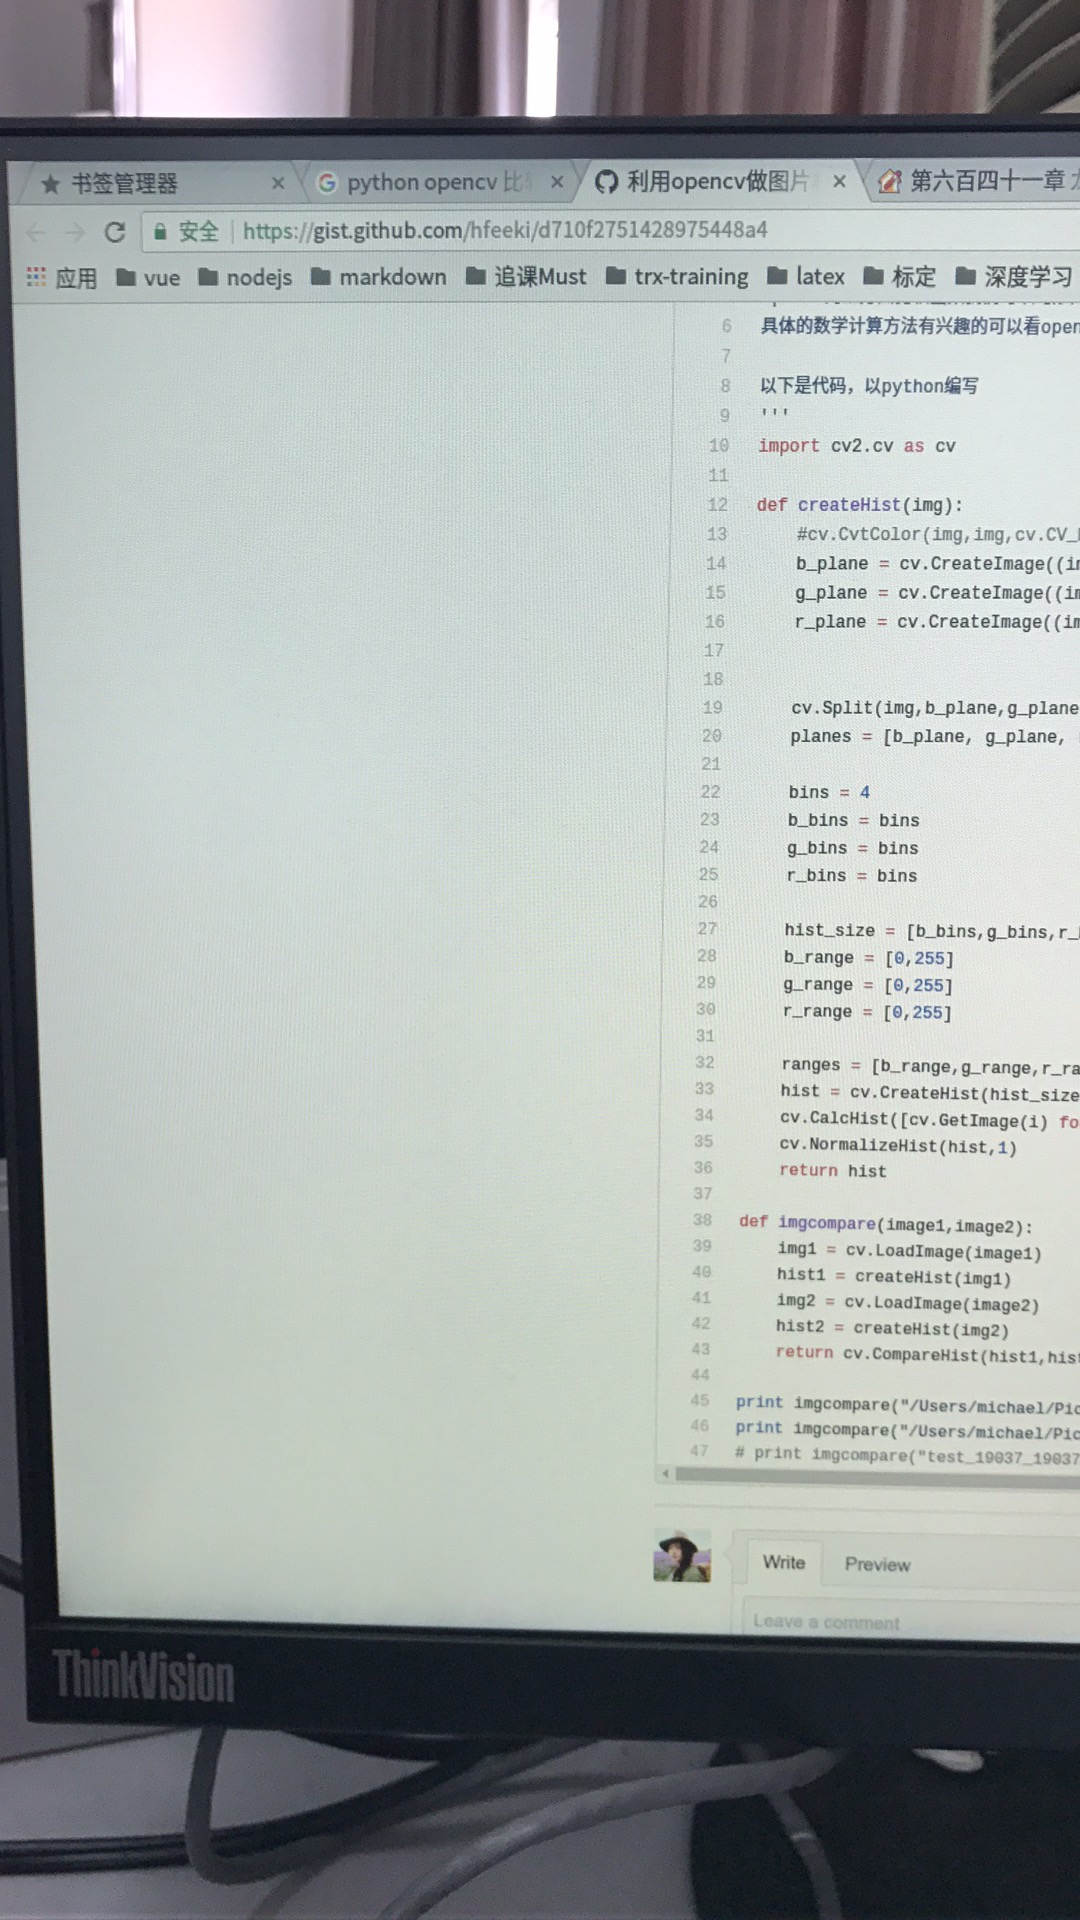 书签管理器
python opencv 比
利用opencv做图片
第六百四十一章
安全 https://gist.github.com/hfeeki/d710f2751428975448a4
应用 vue nodejs markdown 追课Must trx-training latex 标定 深度学习
6 具体的数学计算方法有兴趣的可以看open
7
8 以下是代码，以python编写
9 '''
10 import cv2.cv as cv
11
12 def createHist(img):
13 #cv.CvtColor(img,img,cv.CV_
14 b_plane = cv.CreateImage((im
15 g_plane = cv.CreateImage((im
16 r_plane = cv.CreateImage((im
17
18
19 cv.Split(img,b_plane,g_plane
20 planes = [b_plane, g_plane,
21
22 bins = 4
23 b_bins = bins
24 g_bins = bins
25 r_bins = bins
26
27 hist_size = [b_bins,g_bins,r_
28 b_range = [0,255]
29 g_range = [0,255]
30 r_range = [0,255]
31
32 ranges = [b_range,g_range,r_ra
33 hist = cv.CreateHist(hist_size
34 cv.CalcHist([cv.GetImage(i) fo
35 cv.NormalizeHist(hist,1)
36 return hist
37
38 def imgcompare(image1,image2):
39 img1 = cv.LoadImage(image1)
40 hist1 = createHist(img1)
41 img2 = cv.LoadImage(image2)
42 hist2 = createHist(img2)
43 return cv.CompareHist(hist1,hist
44
45 print imgcompare("/Users/michael/Pic
46 print imgcompare("/Users/michael/Pic
47 # print imgcompare("test_19037_19037
Write Preview
Leave a comment
ThinkVision